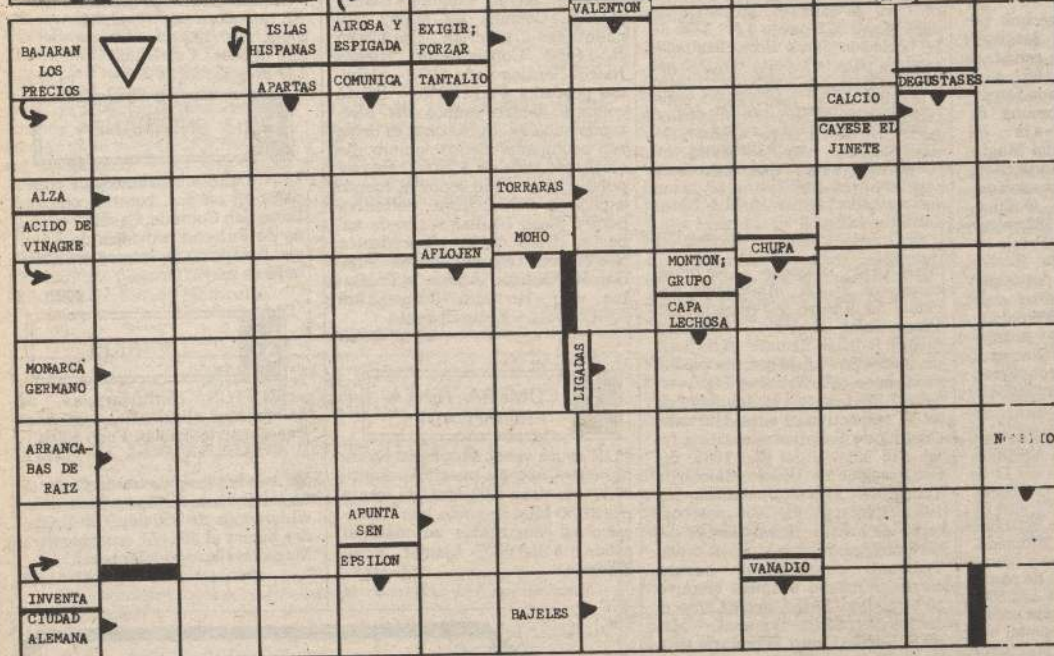 VALENTON
BAJARAN
LOS
PRECIOS
ISLAS
HISPANAS
APARTAS
AIROSA Y
ESPIGADA
COMUNICA
EXIGIR;
FORZAR
TANTALIO
DEGUSTASES
CALCIO
CAYESE EL
JINETE
ALZA
ACIDO DE
VINAGRE
TORRARAS
MOHO
AFLOJEN
MONTON;
GRUPO
CAPA
LECHOSA
CHUPA
MONARCA
GERMANO
LIGADAS
ARRANCA-
BAS DE
RAIZ
APUNTA
SEN
EPSILON
VANADIO
INVENTA
CIUDAD
ALEMANA
BAJELES